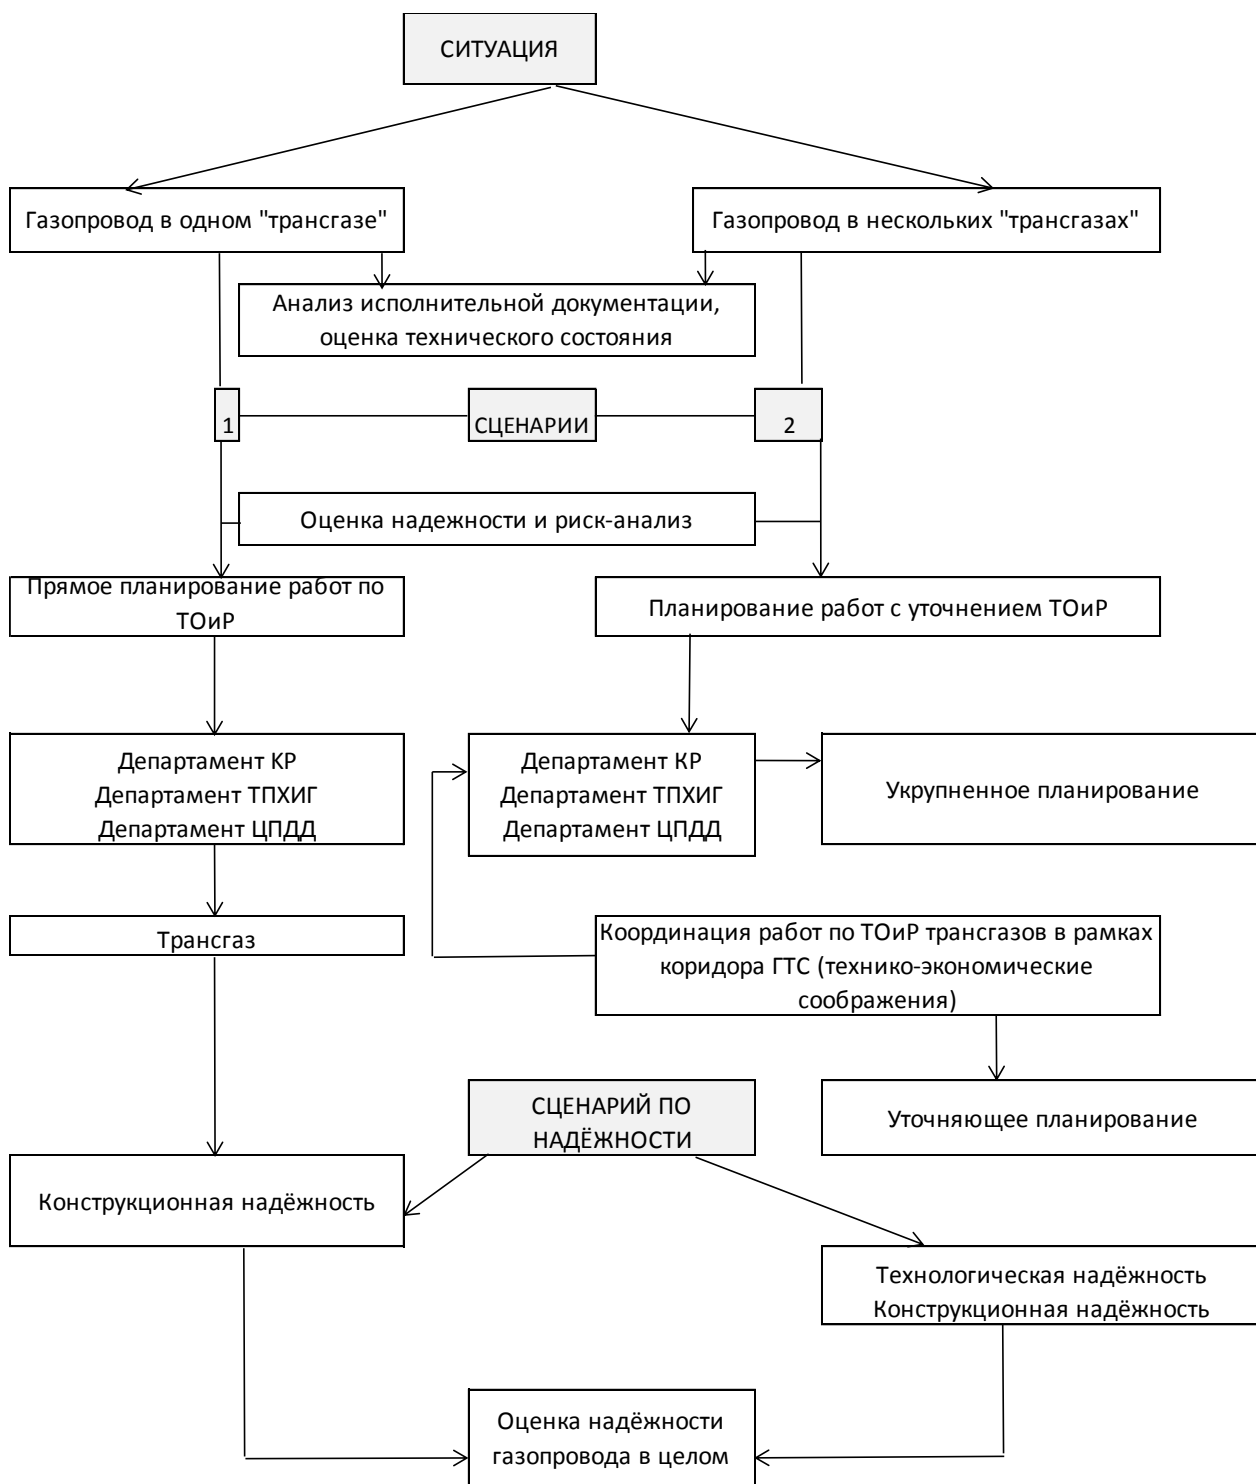 СИТУАЦИЯ
Газопровод в одном "трансгазе"
Газопровод в нескольких "трансгазах"
Анализ исполнительной документации,
оценка технического состояния
1
СЦЕНАРИИ
2
Оценка надежности и риск-анализ
Прямое планирование работ по
ТОиР
Планирование работ с уточнением ТОиР
Департамент КР
Департамент ТПХИГ
Департамент ЦПДД
Департамент КР
Департамент ТПХИГ
Департамент ЦПДД
Укрупненное планирование
Трансгаз
Координация работ по ТОиР трансгазов в рамках
коридора ГТС (технико-экономические
соображения)
СЦЕНАРИЙ ПО
НАДЁЖНОСТИ
Уточняющее планирование
Конструкционная надёжность
Технологическая надёжность
Конструкционная надёжность
Оценка надёжности
газопровода в целом